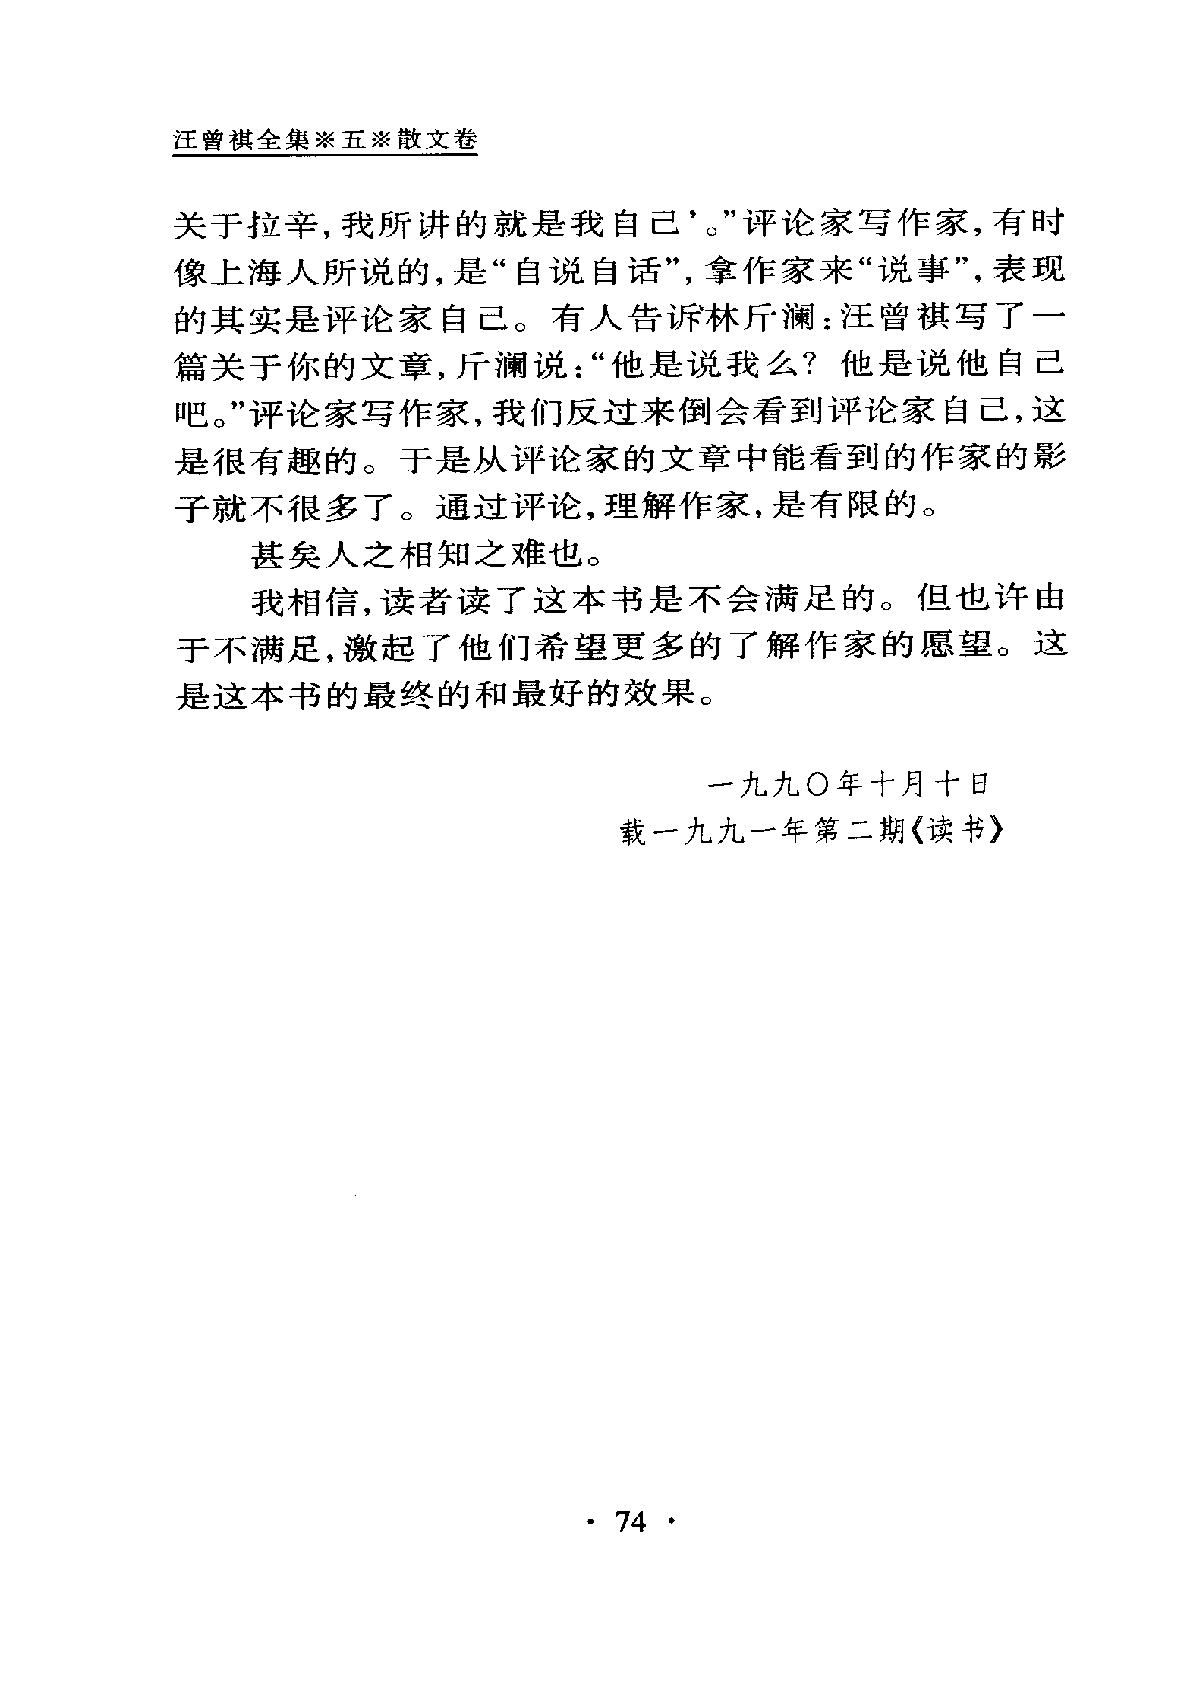 汪曾祺全集※五※散文卷
关于拉辛,我所讲的就是我自己’。”评论家写作家,有时
像上海人所说的,是“自说自话”,拿作家来“说事”,表现
的其实是评论家自己。有人告诉林斤澜:汪曾祺写了一
篇关于你的文章,斤澜说:“他是说我么?他是说他自己
吧。”评论家写作家,我们反过来倒会看到评论家自己,这
是很有趣的。于是从评论家的文章中能看到的作家的影
子就不很多了。通过评论,理解作家,是有限的。
甚矣人之相知之难也。
我相信,读者读了这本书是不会满足的。但也许由
于不满足,激起了他们希望更多的了解作家的愿望。这
是这本书的最终的和最好的效果。
一九九〇年十月十日
载一九九一年第二期《读书》
· 74 ·